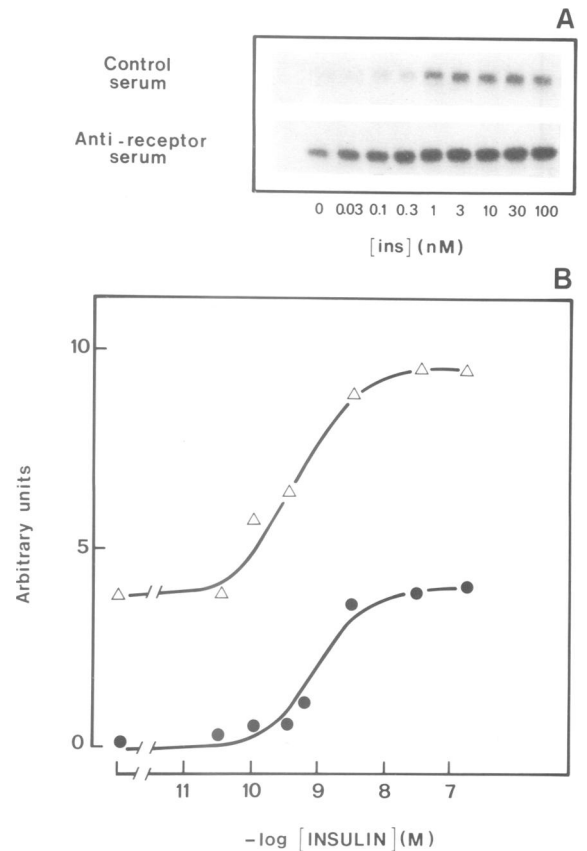 A
Control
serum
Anti-receptor
serum
0 0.03 0.1 0.3 1 3 10 30 100
[ins] (nM)
B
10
5
0
Arbitrary units
11 10 9 8 7
-log [INSULIN] (M)